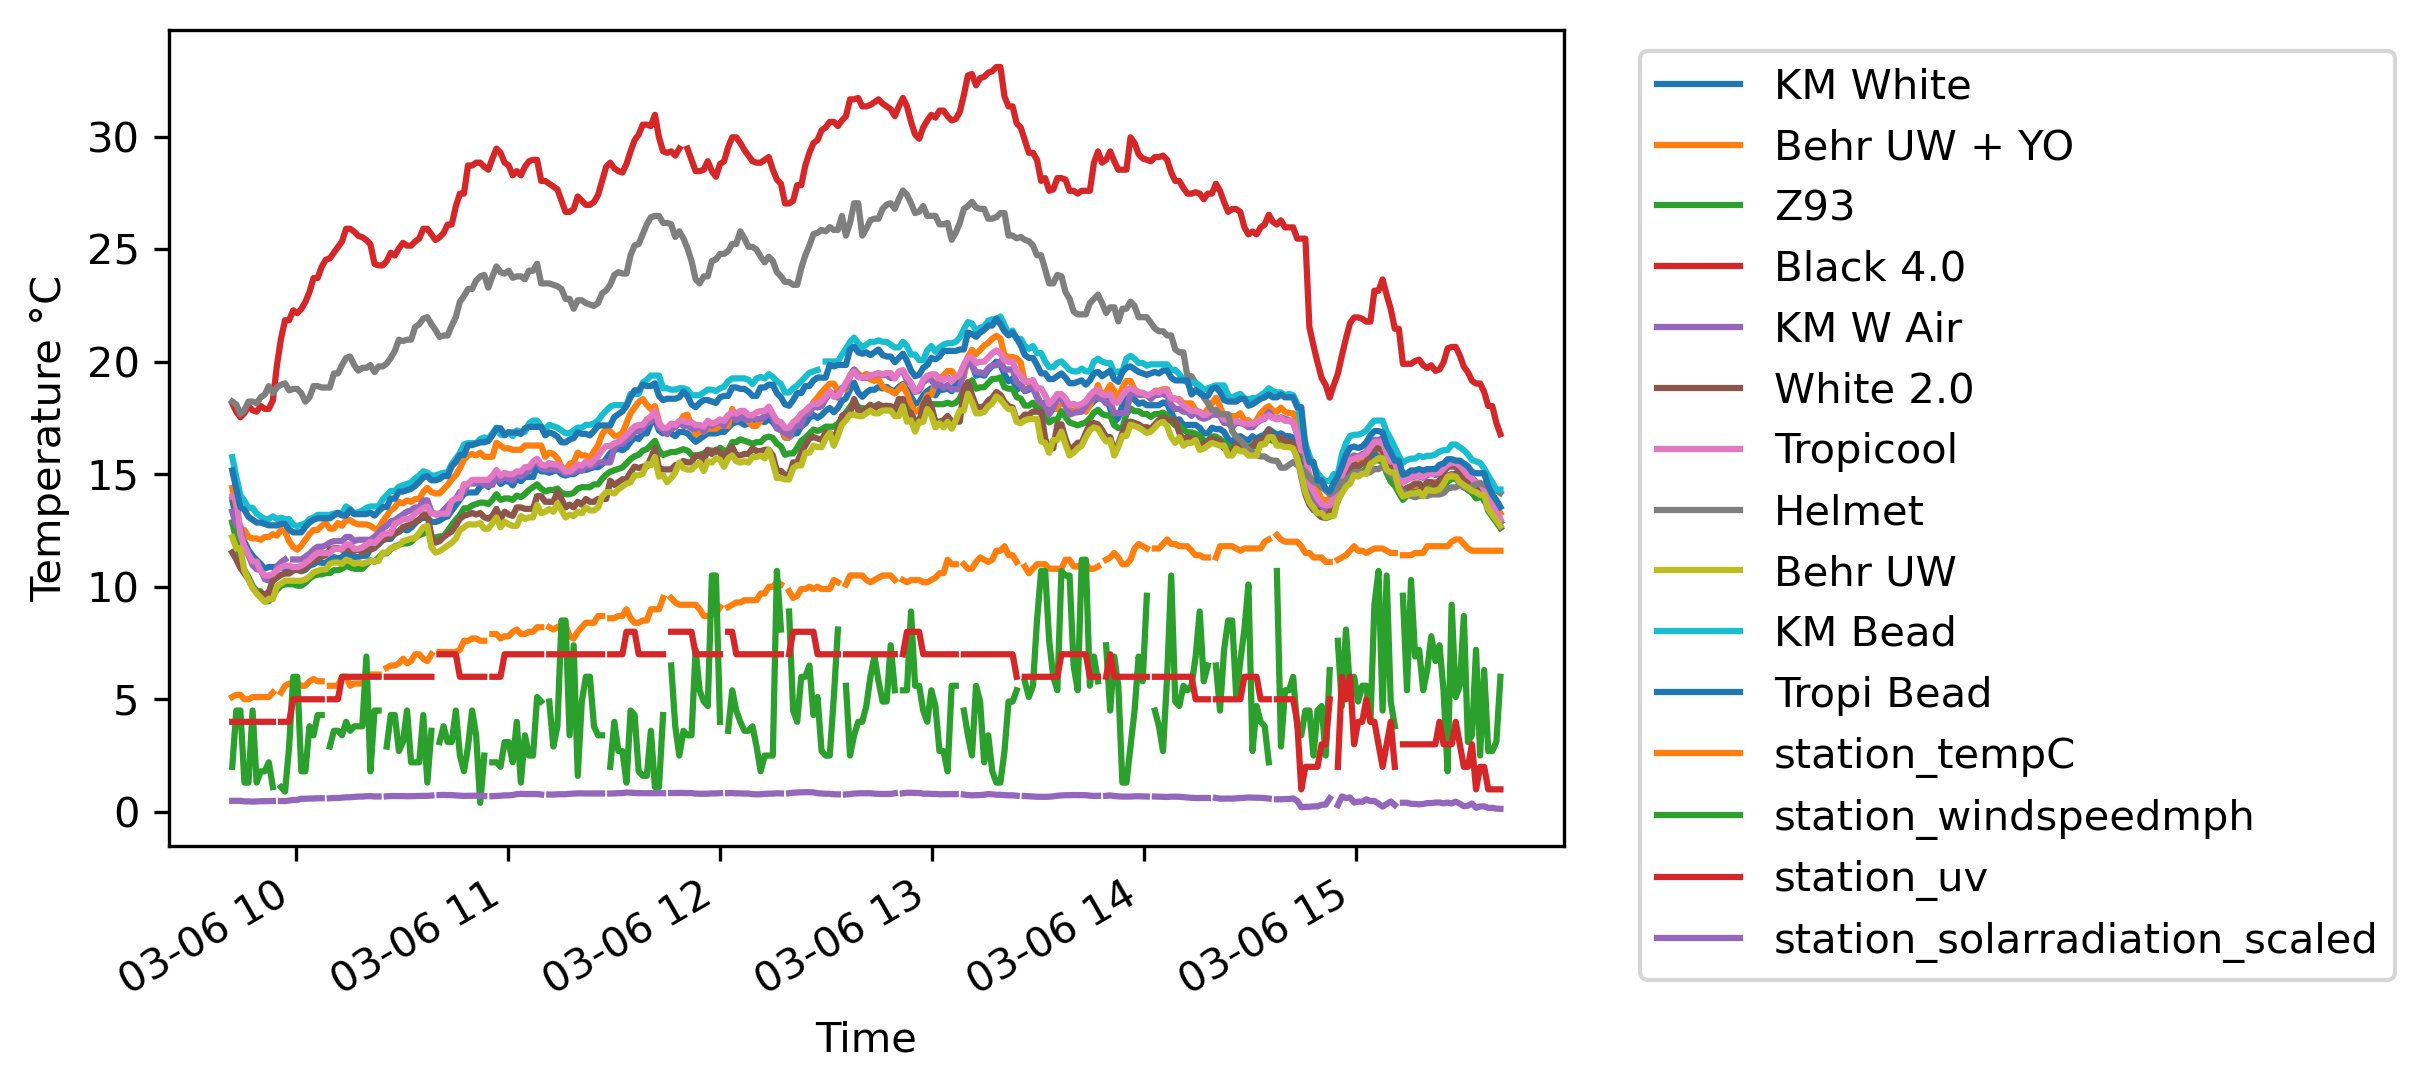 Temperature °C
30
25
20
15
10
5
0
03-06 10
03-06 11
03-06 12
03-06 13
03-06 14
03-06 15
Time
KM White
Behr UW + YO
Z93
Black 4.0
KM W Air
White 2.0
Tropicool
Helmet
Behr UW
KM Bead
Tropi Bead
station_tempC
station_windspeedmph
station_uv
station_solarradiation_scaled